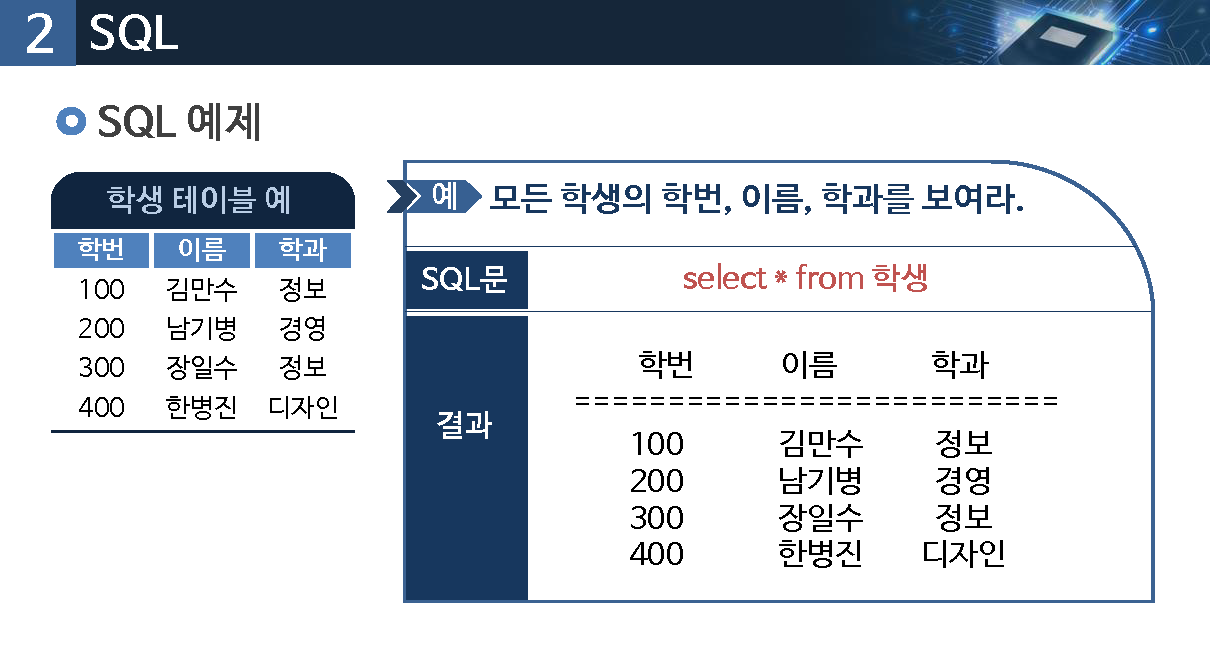 2 SQL
SQL 예제
학생 테이블 예
학번 이름 학과
100 김만수 정보
200 남기병 경영
300 장일수 정보
400 한병진 디자인
예 모든 학생의 학번, 이름, 학과를 보여라.
SQL문 select * from 학생
결과
학번 이름 학과
==========================
100 김만수 정보
200 남기병 경영
300 장일수 정보
400 한병진 디자인